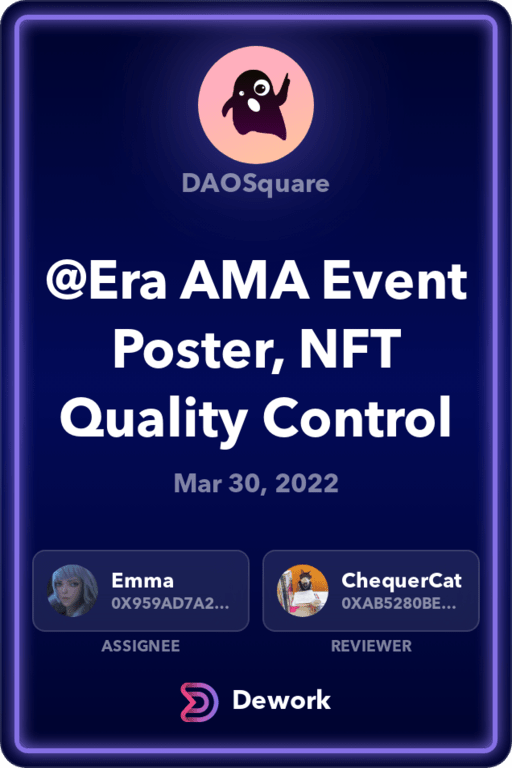 DAOSquare
@Era AMA Event
Poster, NFT
Quality Control
Mar 30, 2022
Emma
0X959AD7A2...
ASSIGNEE
ChequerCat
0XAB5280BE...
REVIEWER
Dework